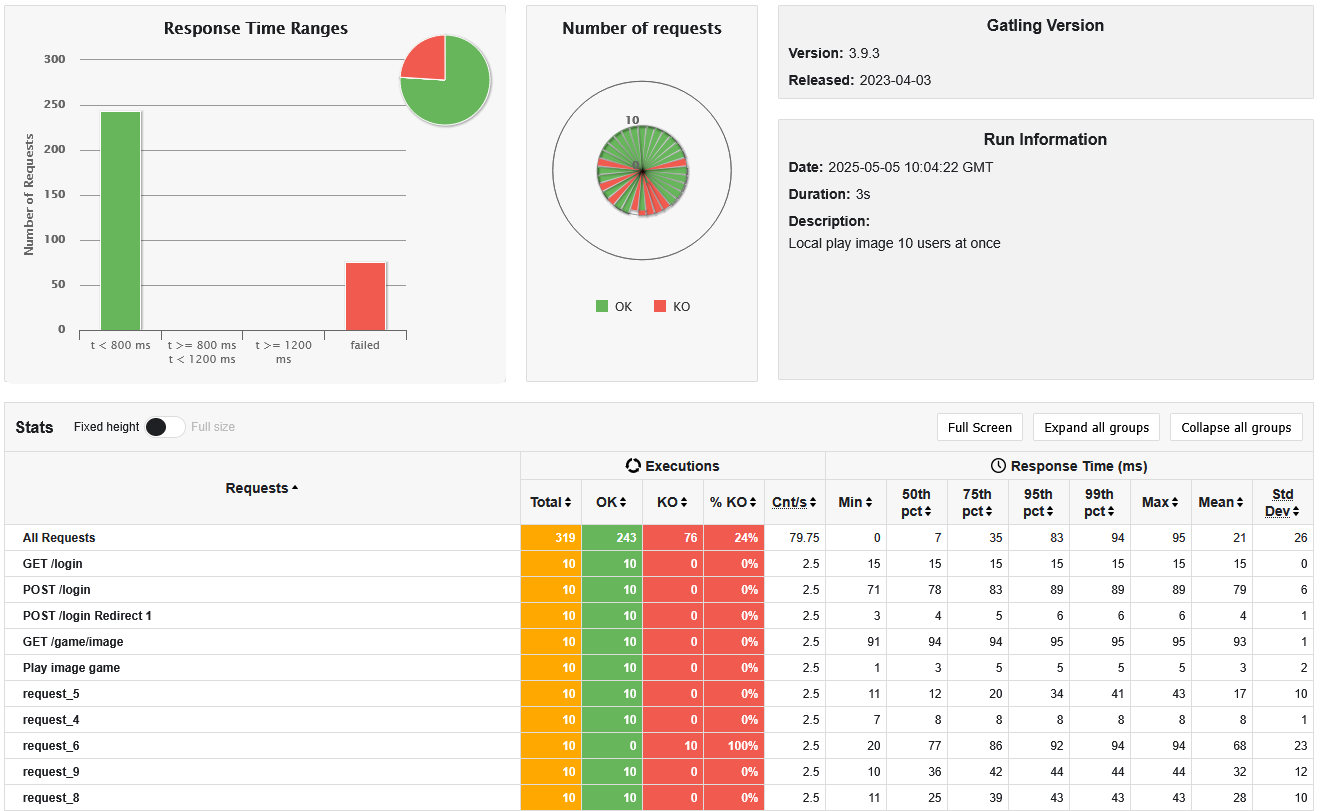 Response Time Ranges
300
250
200
150
100
50
0
Number of Requests
t < 800 ms
t >= 800 ms
t < 1200 ms
t >= 1200
ms
failed
Number of requests
10
0
OK
KO
Gatling Version
Version: 3.9.3
Released: 2023-04-03
Run Information
Date: 2025-05-05 10:04:22 GMT
Duration: 3s
Description:
Local play image 10 users at once
Stats Fixed height Full size Full Screen Expand all groups Collapse all groups
Requests
Executions
Response Time (ms)
Total OK KO % KO Cnt/s Min 50th pct 75th pct 95th pct 99th pct Max Mean Std Dev
All Requests 319 243 76 24% 79.75 0 7 35 83 94 95 21 26
GET /login 10 10 0 0% 2.5 15 15 15 15 15 15 15 0
POST /login 10 10 0 0% 2.5 71 78 83 89 89 89 79 6
POST /login Redirect 1 10 10 0 0% 2.5 3 4 5 6 6 6 4 1
GET /game/image 10 10 0 0% 2.5 91 94 94 95 95 95 93 1
Play image game 10 10 0 0% 2.5 1 3 5 5 5 5 3 2
request_5 10 10 0 0% 2.5 11 12 20 34 41 43 17 10
request_4 10 10 0 0% 2.5 7 8 8 8 8 8 8 1
request_6 10 0 10 100% 2.5 20 77 86 92 94 94 68 23
request_9 10 10 0 0% 2.5 10 36 42 44 44 44 32 12
request_8 10 10 0 0% 2.5 11 25 39 43 43 43 28 10